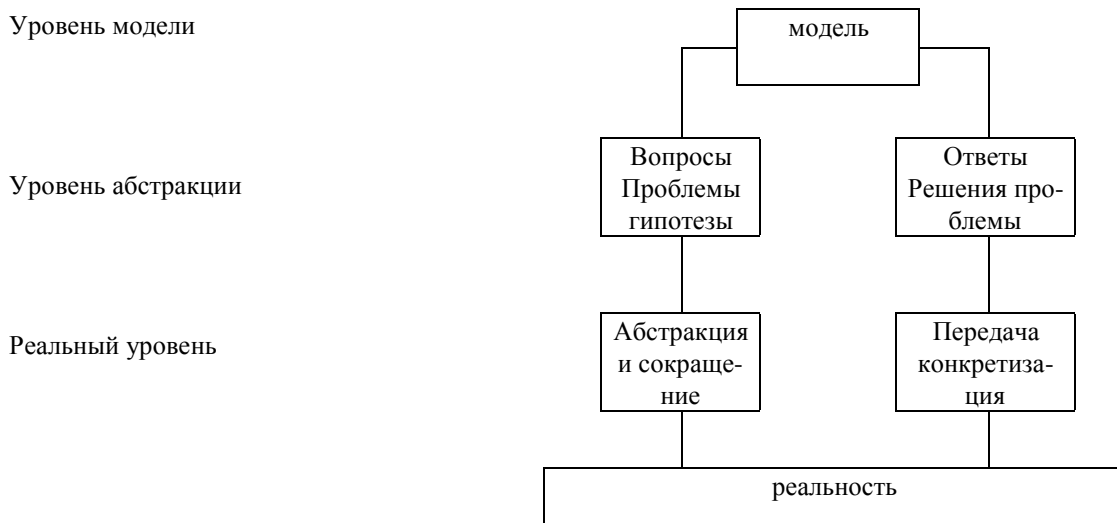 Уровень модели
модель
Уровень абстракции
Вопросы
Проблемы
гипотезы
Ответы
Решения про-
блемы
Реальный уровень
Абстракция
и сокраще-
ние
Передача
конкретиза-
ция
реальность